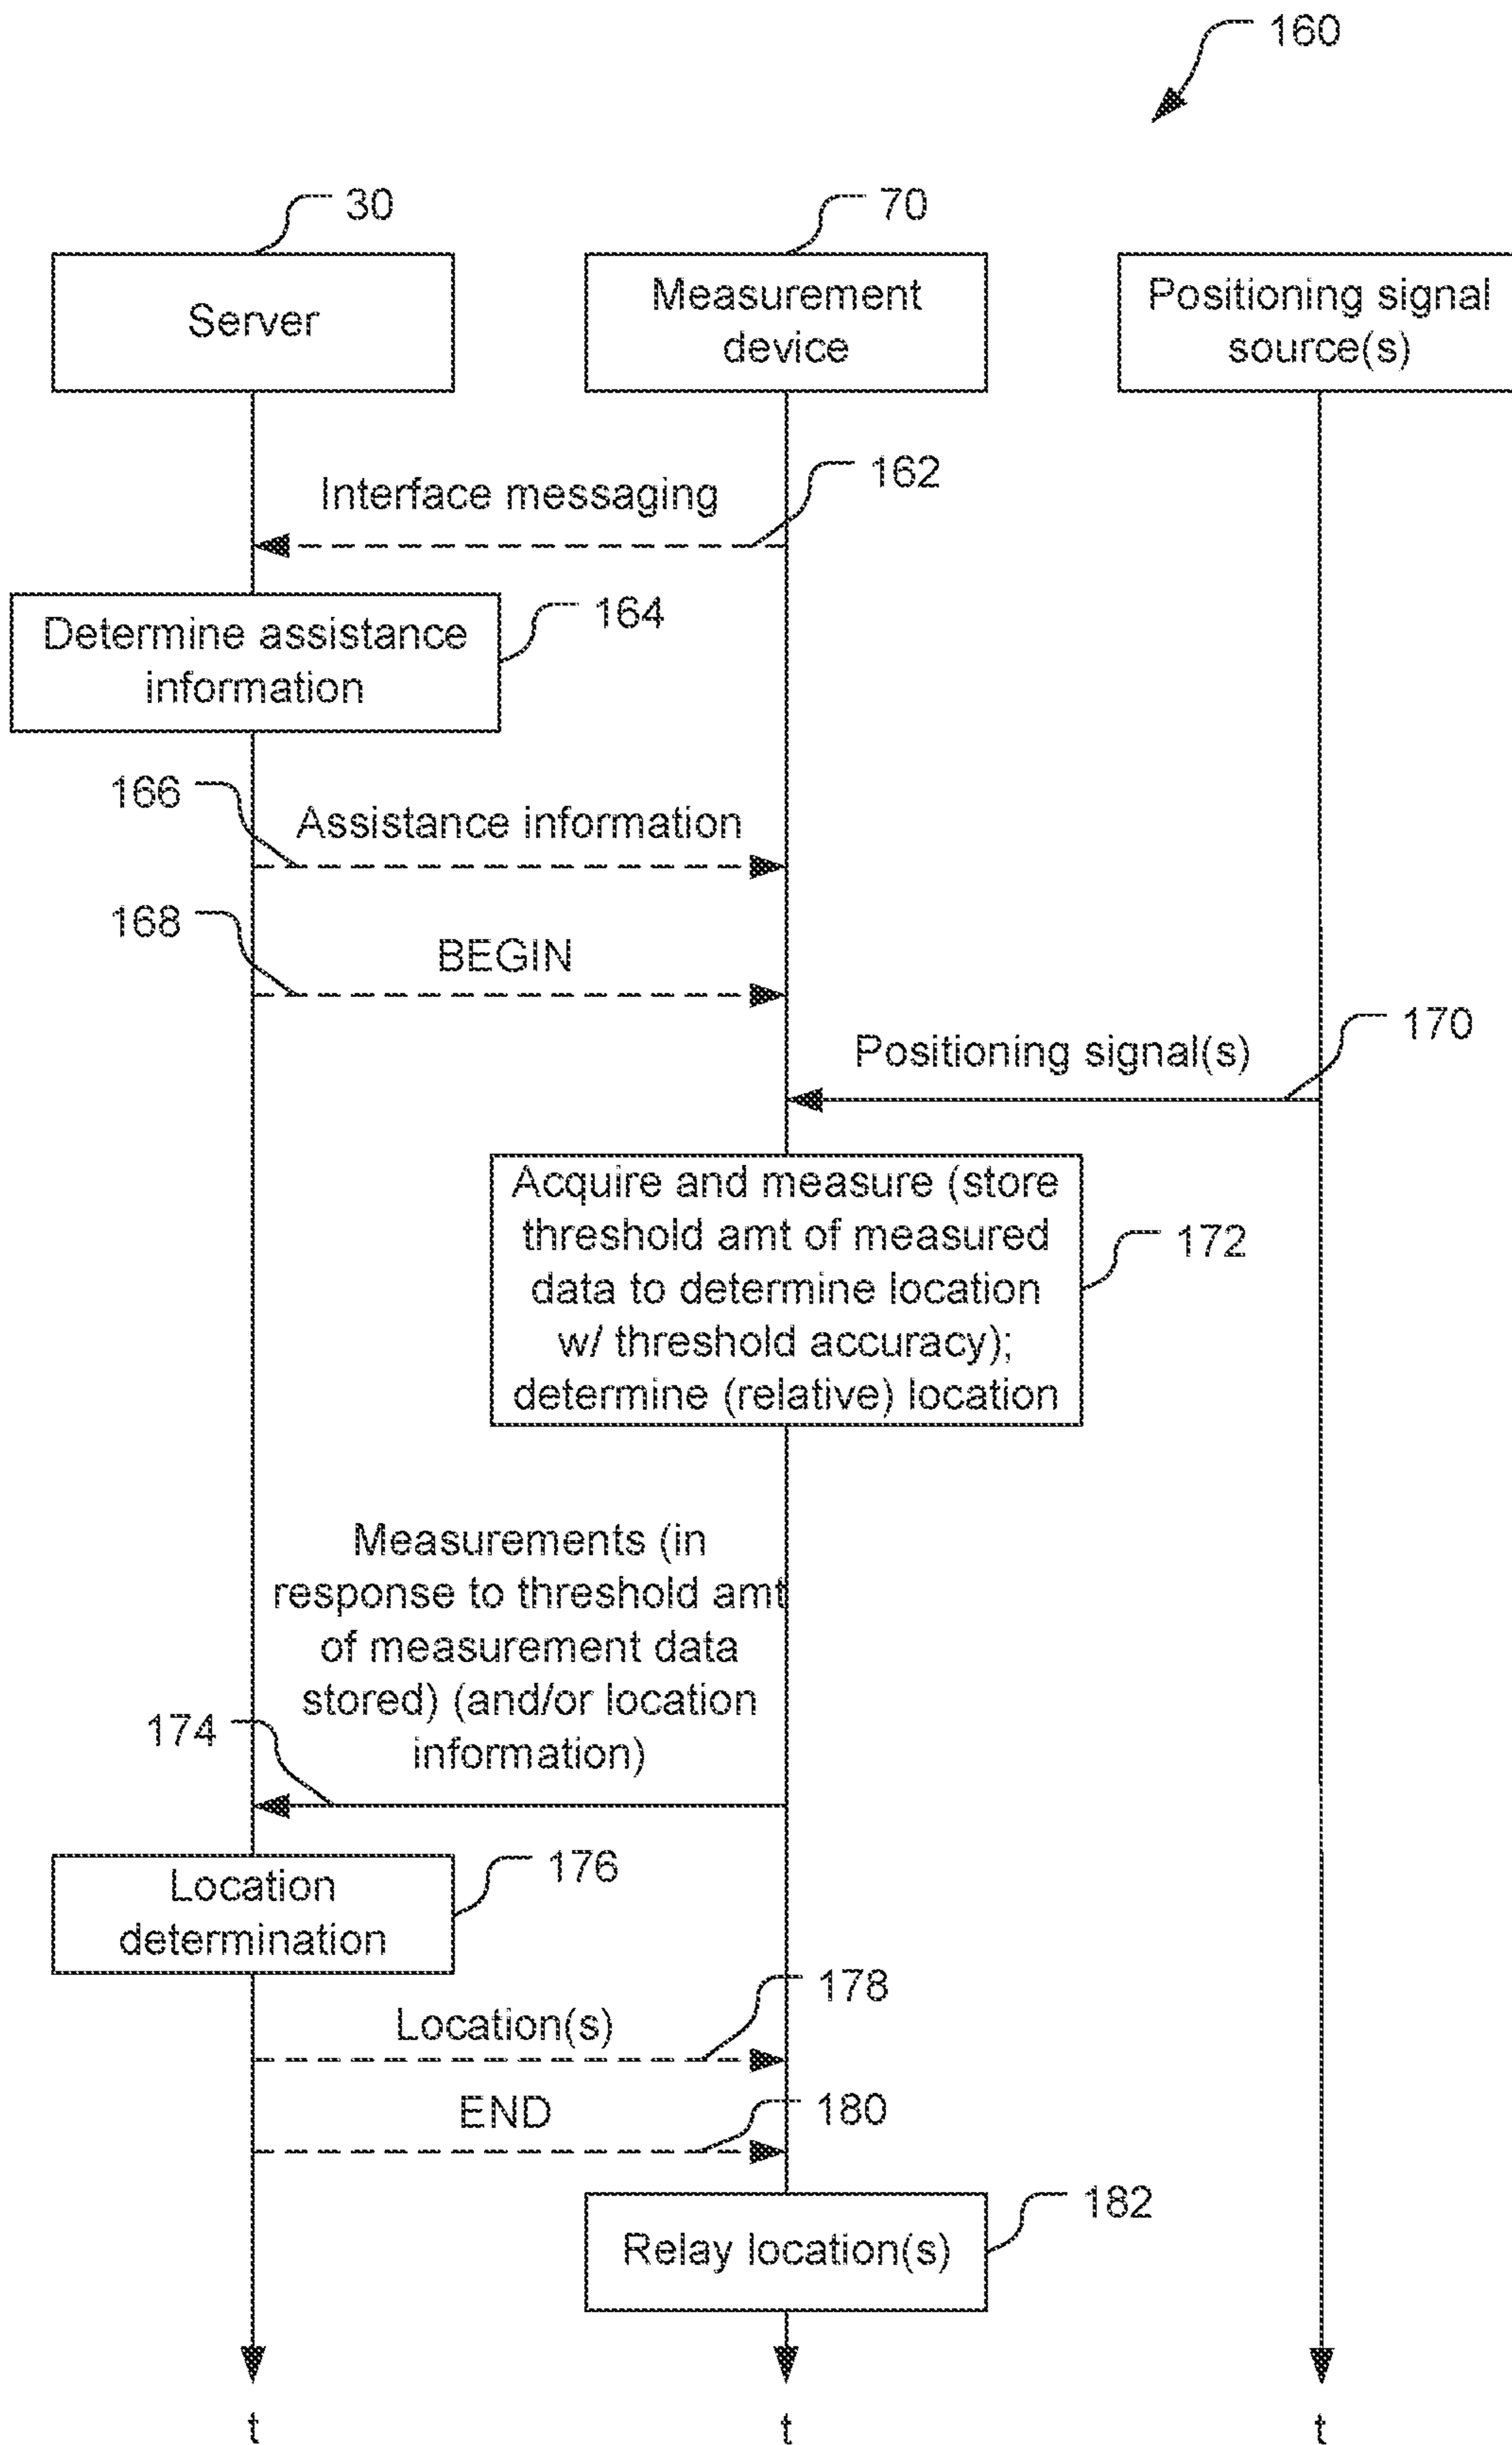 160
30
70
Server
Measurement
device
Positioning signal
source(s)
162
Interface messaging
164
Determine assistance
information
166
Assistance information
168
BEGIN
170
Positioning signal(s)
Acquire and measure (store
threshold amt of measured
data to determine location
w/ threshold accuracy);
determine (relative) location
172
Measurements (in
response to threshold amt
of measurement data
stored) (and/or location
information)
174
176
Location
determination
178
Location(s)
180
END
182
Relay location(s)
t
t
t